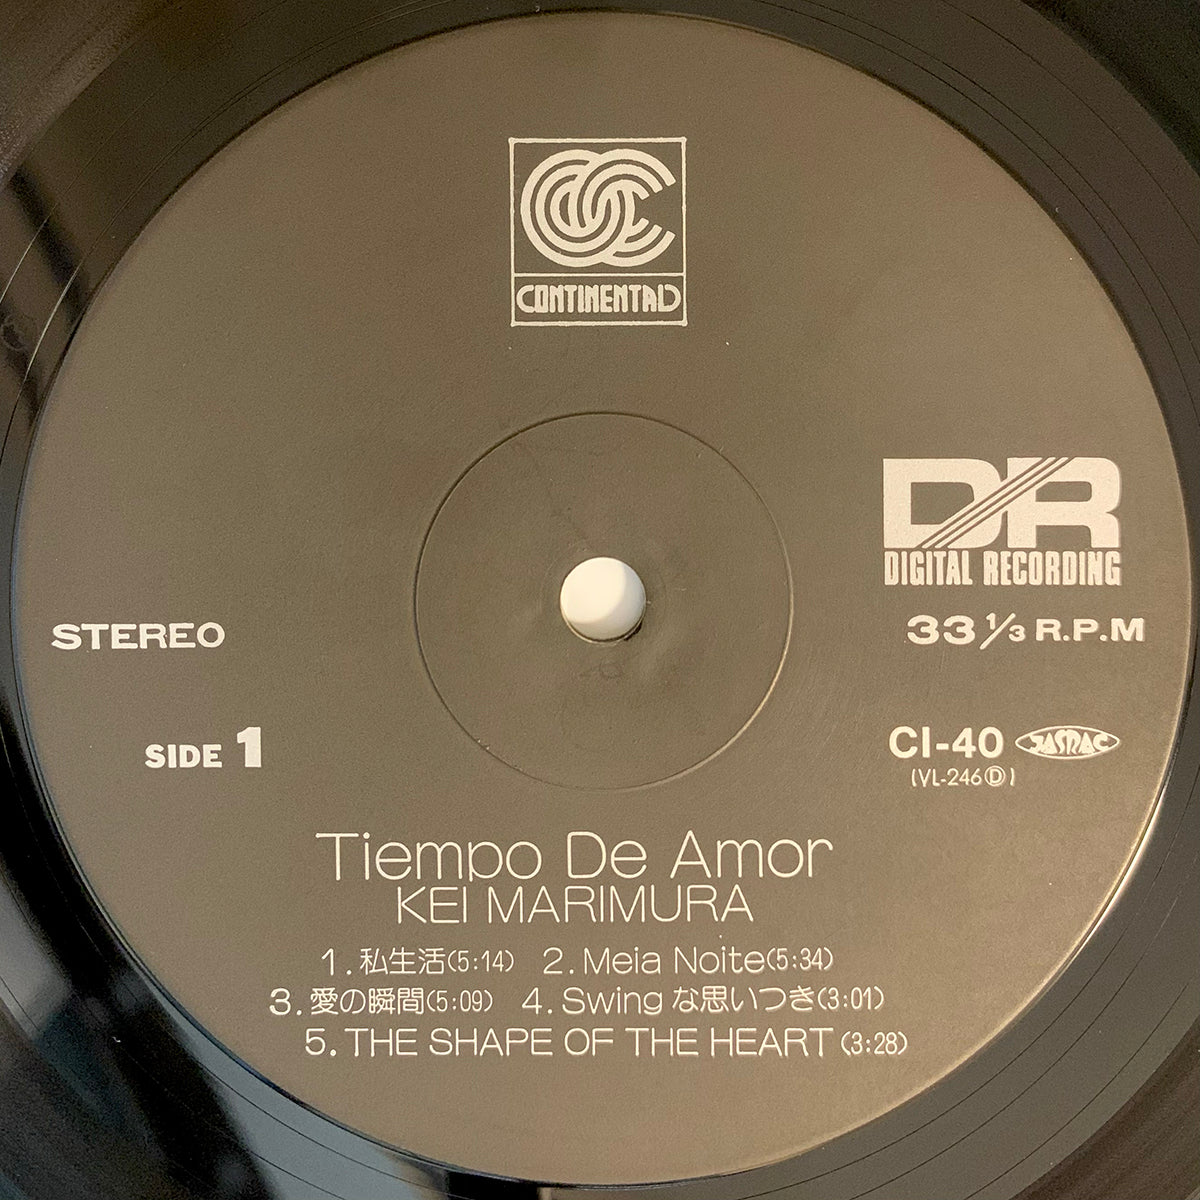 CONTINENTAL
DR
DIGITAL RECORDING
STEREO
33 1/3 R.P.M
SIDE 1
CI-40 JASRAC
(VL-246Ⓓ)
Tiempo De Amor
KEI MARIMURA
1.私生活(5:14) 2.Meia Noite(5:34)
3.愛の瞬間(5:09) 4.Swingな思いつき(3:01)
5.THE SHAPE OF THE HEART(3:28)